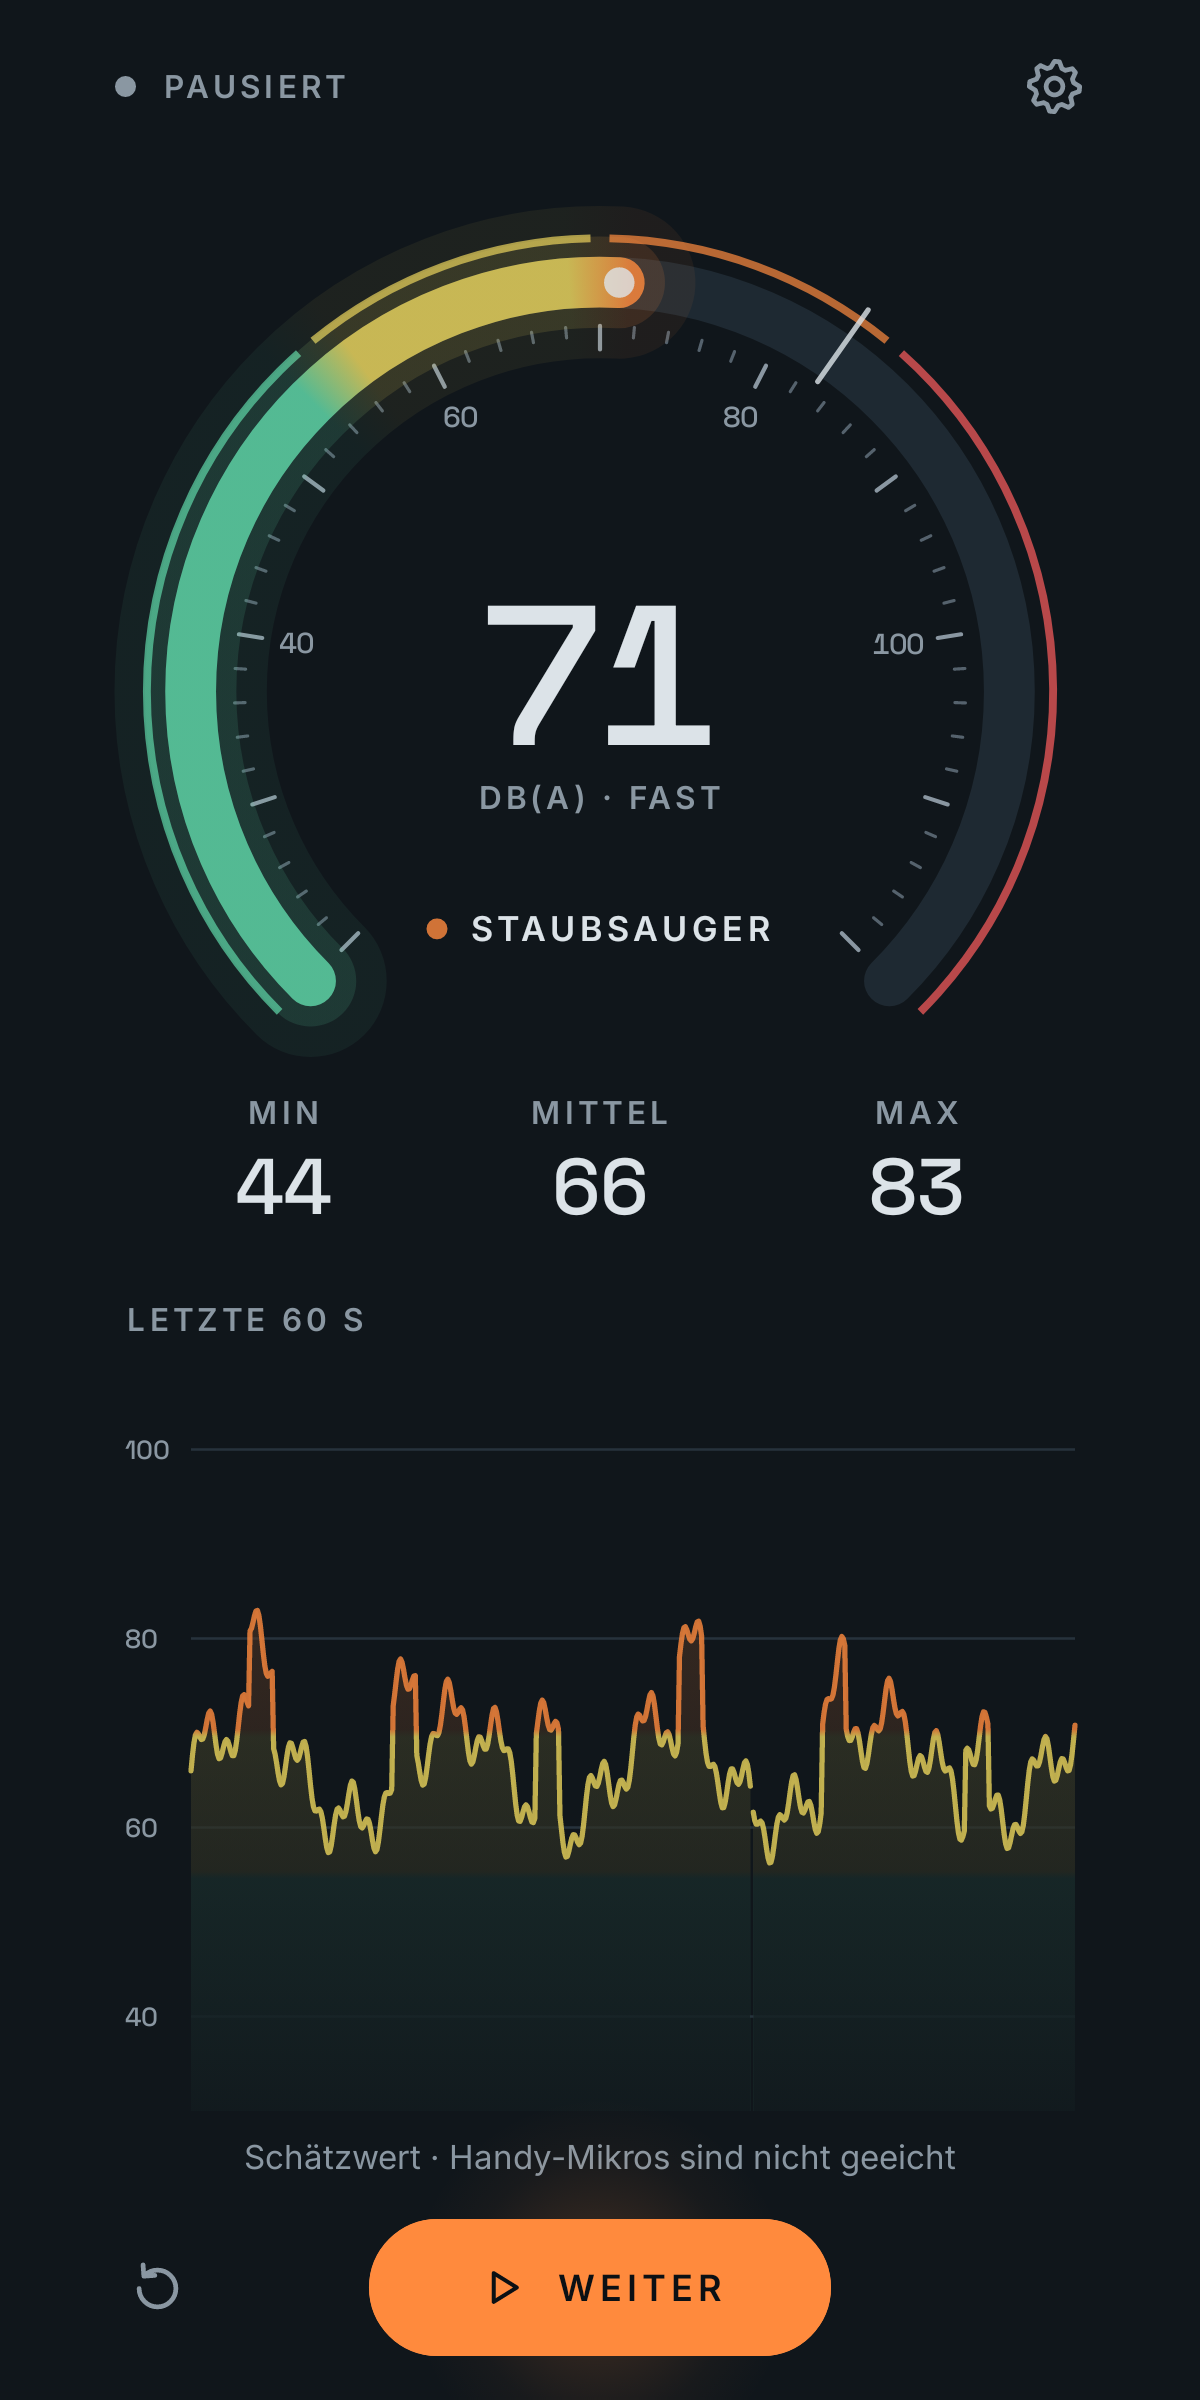 PAUSIERT
60
80
40
100
71
DB(A) · FAST
STAUBSAUGER
MIN
MITTEL
MAX
44
66
83
LETZTE 60 S
100
80
60
40
Schätzwert · Handy-Mikros sind nicht geeicht
WEITER